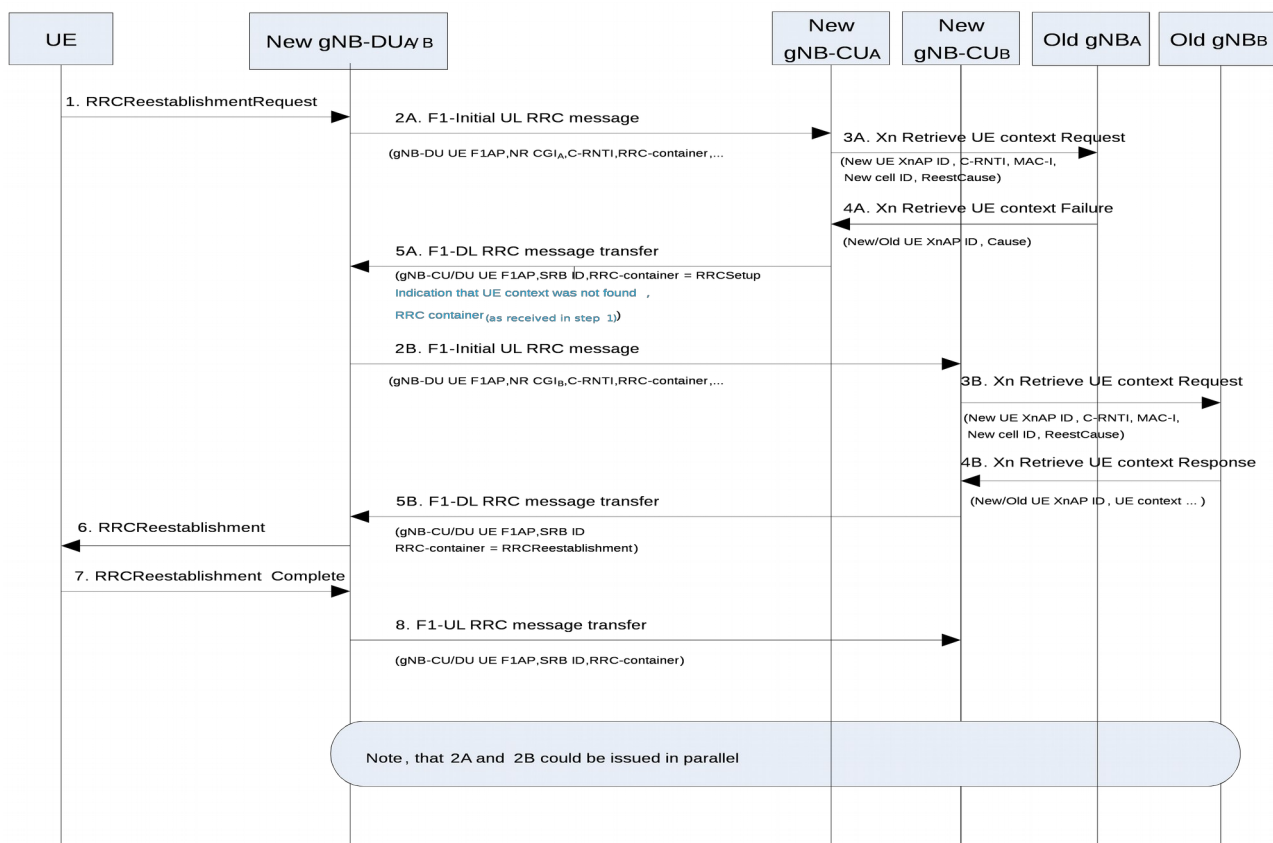 UE
New gNB-DUA/B
New
gNB-CUA
New
gNB-CUB
Old gNBA
Old gNBB
1. RRCReestablishmentRequest
2A. F1-Initial UL RRC message
(gNB-DU UE F1AP,NR CGIA,C-RNTI,RRC-container,...
3A. Xn Retrieve UE context Request
(New UE XnAP ID, C-RNTI, MAC-I,
New cell ID, ReestCause)
4A. Xn Retrieve UE context Failure
(New/Old UE XnAP ID, Cause)
5A. F1-DL RRC message transfer
(gNB-CU/DU UE F1AP,SRB ID,RRC-container = RRCSetup
Indication that UE context was not found ,
RRC container (as received in step 1))
2B. F1-Initial UL RRC message
(gNB-DU UE F1AP,NR CGIB,C-RNTI,RRC-container,...
3B. Xn Retrieve UE context Request
(New UE XnAP ID, C-RNTI, MAC-I,
New cell ID, ReestCause)
4B. Xn Retrieve UE context Response
(New/Old UE XnAP ID, UE context ... )
5B. F1-DL RRC message transfer
(gNB-CU/DU UE F1AP,SRB ID
RRC-container = RRCReestablishment)
6. RRCReestablishment
7. RRCReestablishment Complete
8. F1-UL RRC message transfer
(gNB-CU/DU UE F1AP,SRB ID,RRC-container)
Note, that 2A and 2B could be issued in parallel